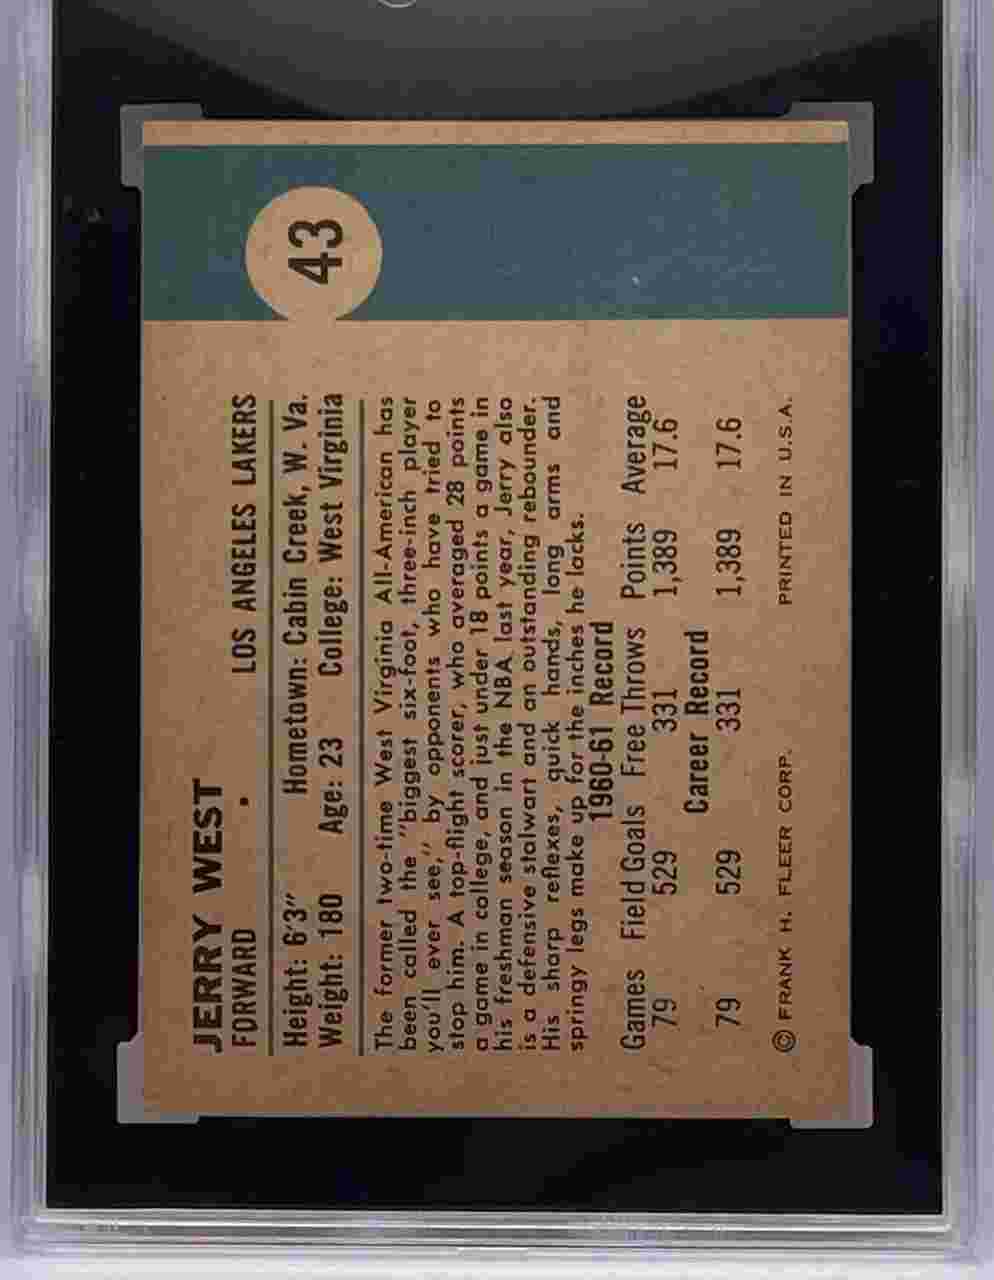 43
JERRY WEST
FORWARD • LOS ANGELES LAKERS
Height: 6'3" Hometown: Cabin Creek, W. Va.
Weight: 180 Age: 23 College: West Virginia
The former two-time West Virginia All-American has
been called the "biggest six-foot, three-inch player
you'll ever see," by opponents who have tried to
stop him. A top-flight scorer, who averaged 28 points
a game in college, and just under 18 points a game in
his freshman season in the NBA last year, Jerry also
is a defensive stalwart and an outstanding rebounder.
His sharp reflexes, quick hands, long arms and
springy legs make up for the inches he lacks.
1960-61 Record
Games Field Goals Free Throws Points Average
79 529 331 1,389 17.6
Career Record
79 529 331 1,389 17.6
© FRANK H. FLEER CORP. PRINTED IN U.S.A.